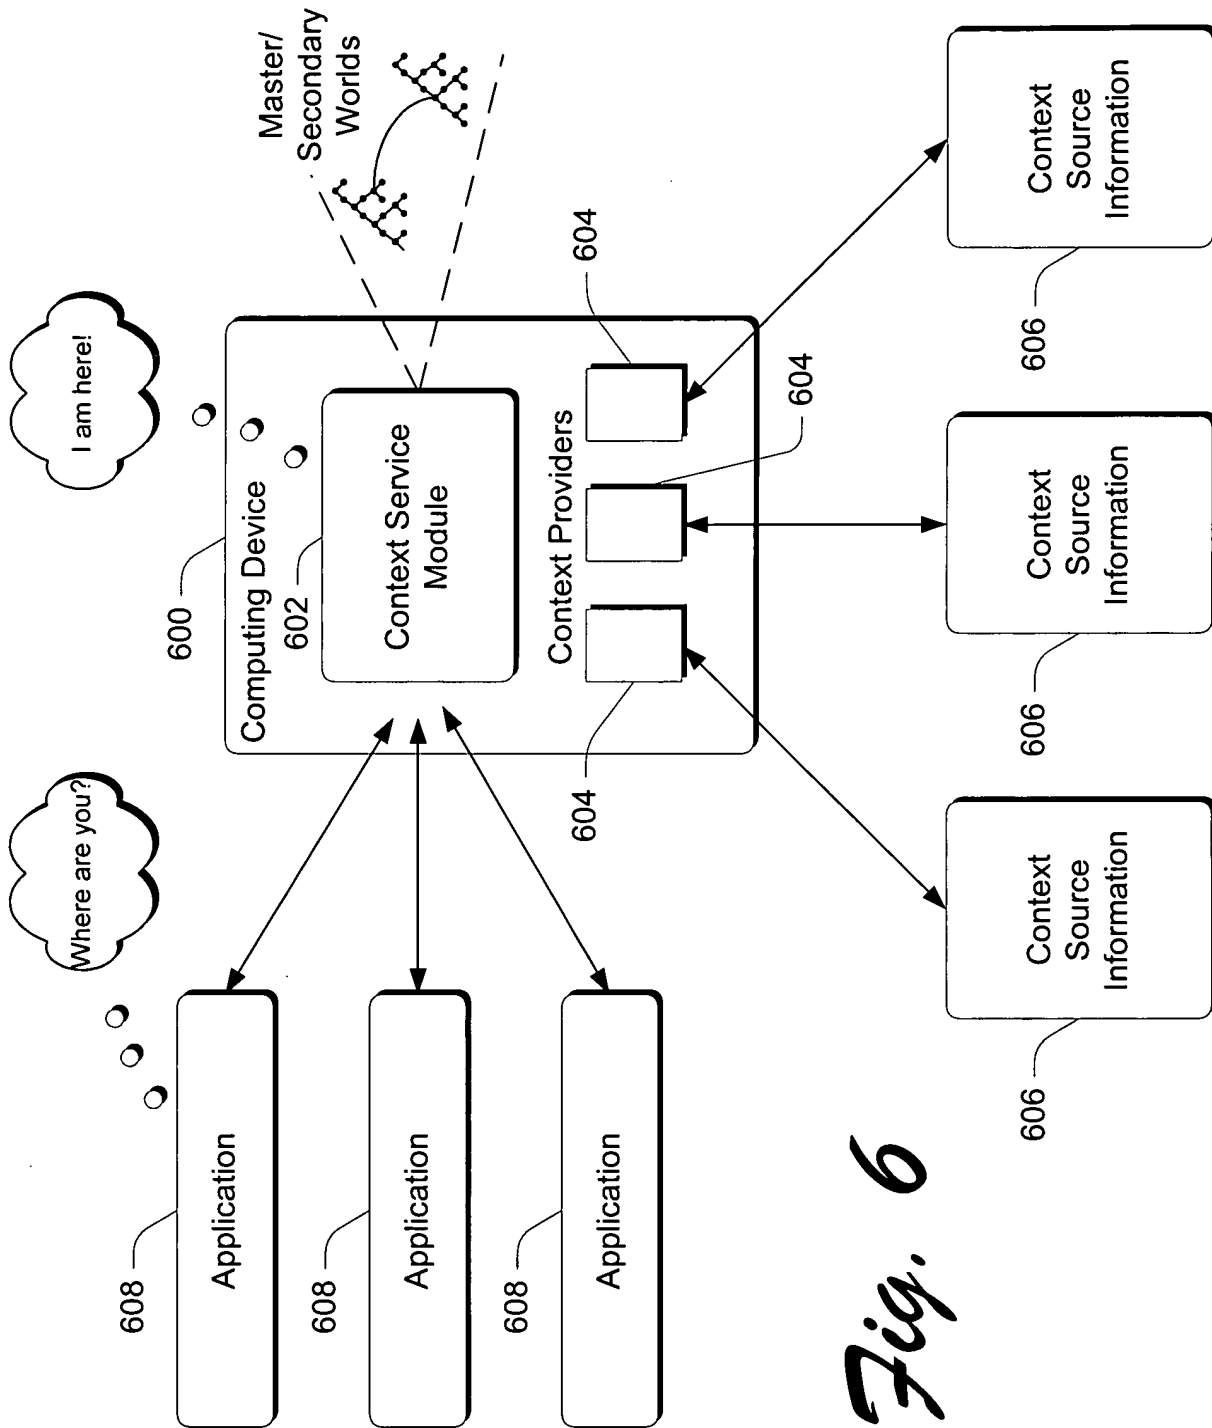 Where are you?
I am here!
Master/
Secondary
Worlds
600
Computing Device
602
Context Service
Module
Context Providers
604
604
604
608
Application
608
Application
608
Application
606
Context
Source
Information
606
Context
Source
Information
606
Context
Source
Information
Fig. 6